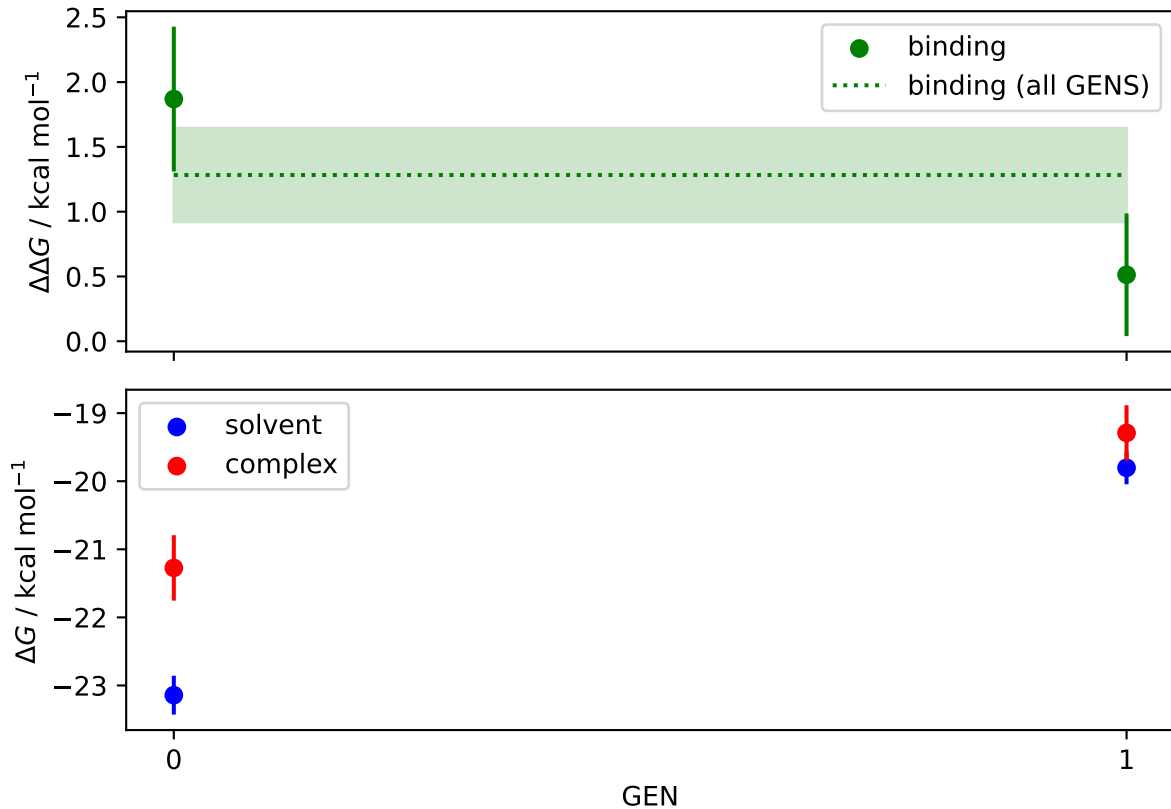 2.5
2.0
1.5
1.0
0.5
0.0
ΔΔG / kcal mol⁻¹
binding
binding (all GENS)
−19
−20
−21
−22
−23
ΔG / kcal mol⁻¹
solvent
complex
0
1
GEN